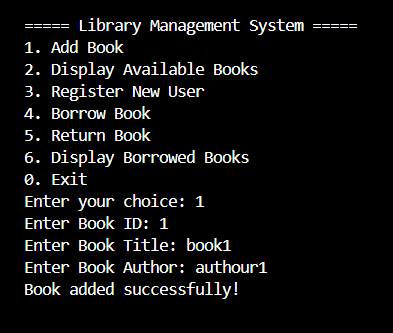 ===== Library Management System =====
1. Add Book
2. Display Available Books
3. Register New User
4. Borrow Book
5. Return Book
6. Display Borrowed Books
0. Exit
Enter your choice: 1
Enter Book ID: 1
Enter Book Title: book1
Enter Book Author: authour1
Book added successfully!